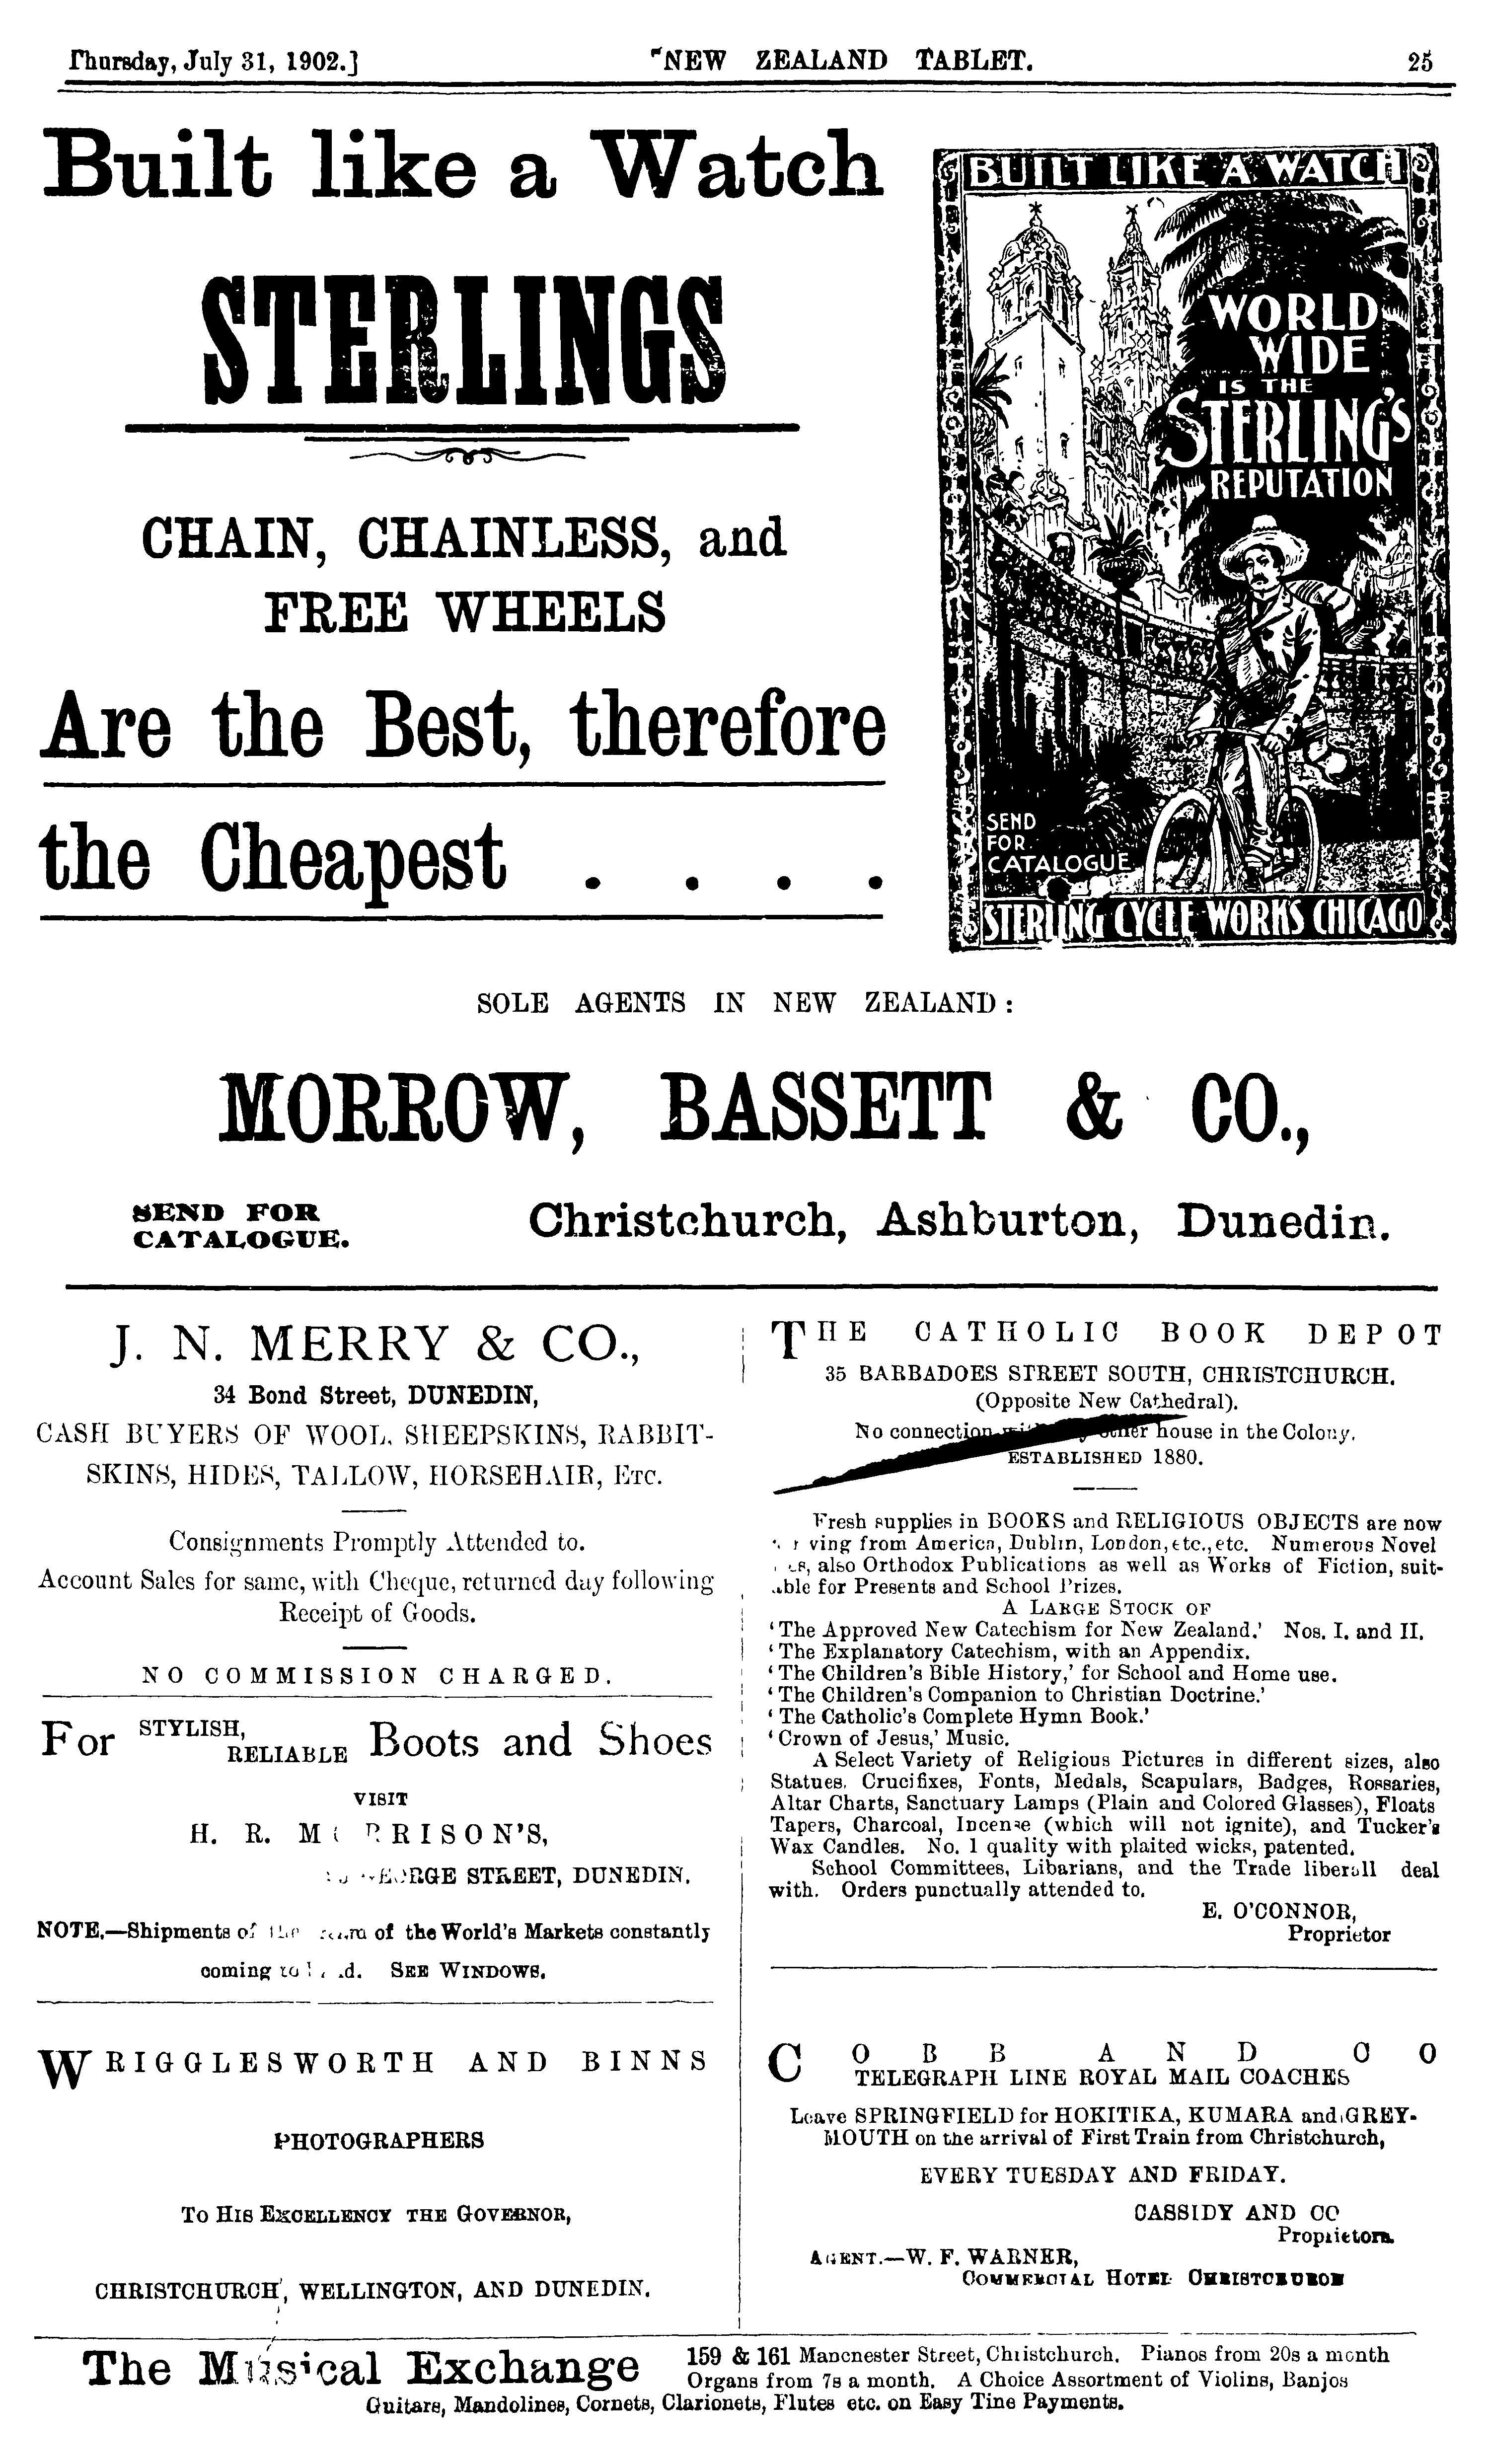 Thursday, July 31, 1902.] NEW ZEALAND TABLET. 25
Built like a Watch
STERLINGS
CHAIN, CHAINLESS, and
FREE WHEELS
Are the Best, therefore
the Cheapest . . . .
BUILT LIKE A WATCH
WORLD
WIDE
IS THE
STERLING'S
REPUTATION
SEND
FOR
CATALOGUE
STERLING CYCLE WORKS CHICAGO
SOLE AGENTS IN NEW ZEALAND:
MORROW, BASSETT & CO.,
SEND FOR
CATALOGUE.
Christchurch, Ashburton, Dunedin.
J. N. MERRY & CO.,
34 Bond Street, DUNEDIN,
CASH BUYERS OF WOOL, SHEEPSKINS, RABBIT-
SKINS, HIDES, TALLOW, HORSEHAIR, ETC.
Consignments Promptly Attended to.
Account Sales for same, with Cheque, returned day following
Receipt of Goods.
NO COMMISSION CHARGED.
For STYLISH, RELIABLE Boots and Shoes
VISIT
H. R. MORRISON'S,
GEORGE STREET, DUNEDIN.
NOTE.—Shipments of the of the World's Markets constantly
coming to SEE WINDOWS.
WRIGGLESWORTH AND BINNS
PHOTOGRAPHERS
TO HIS EXCELLENCY THE GOVERNOR,
CHRISTCHURCH, WELLINGTON, AND DUNEDIN.
THE CATHOLIC BOOK DEPOT
35 BARBADOES STREET SOUTH, CHRISTCHURCH.
(Opposite New Cathedral).
No connection other house in the Colony.
ESTABLISHED 1880.
Fresh supplies in BOOKS and RELIGIOUS OBJECTS are now
ving from America, Dublin, London, etc., etc. Numerous Novel
also Orthodox Publications as well as Works of Fiction, suit-
able for Presents and School Prizes.
A LARGE STOCK OF
'The Approved New Catechism for New Zealand.' Nos. I. and II.
'The Explanatory Catechism, with an Appendix.
'The Children's Bible History,' for School and Home use.
'The Children's Companion to Christian Doctrine.'
'The Catholic's Complete Hymn Book.'
'Crown of Jesus,' Music.
A Select Variety of Religious Pictures in different sizes, also
Statues, Crucifixes, Fonts, Medals, Scapulars, Badges, Rossaries,
Altar Charts, Sanctuary Lamps (Plain and Colored Glasses), Floats
Tapers, Charcoal, Incense (which will not ignite), and Tucker's
Wax Candles. No. 1 quality with plaited wicks, patented.
School Committees, Libarians, and the Trade liberall deal
with. Orders punctually attended to.
E. O'CONNOR,
Proprietor
COBB AND CO
TELEGRAPH LINE ROYAL MAIL COACHES
Leave SPRINGFIELD for HOKITIKA, KUMARA and GREY-
MOUTH on the arrival of First Train from Christchurch,
EVERY TUESDAY AND FRIDAY.
CASSIDY AND CO
Proprietors.
AGENT.—W. F. WARNER,
COMMERCIAL HOTEL CHRISTCHURCH
The Musical Exchange 159 & 161 Manchester Street, Christchurch. Pianos from 20s a month
Organs from 7s a month. A Choice Assortment of Violins, Banjos
Guitars, Mandolines, Cornets, Clarionets, Flutes etc. on Easy Tine Payments.